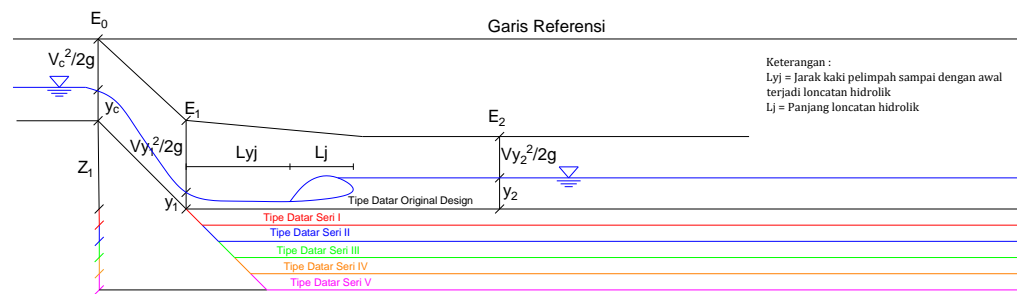 Garis Referensi
E0
Vc²/2g
yc
Z1
E1
Vy1²/2g
y1
Lyj
Lj
E2
Vy2²/2g
y2
Keterangan :
Lyj = Jarak kaki pelimpah sampai dengan awal
terjadi loncatan hidrolik
Lj = Panjang loncatan hidrolik
Tipe Datar Original Design
Tipe Datar Seri I
Tipe Datar Seri II
Tipe Datar Seri III
Tipe Datar Seri IV
Tipe Datar Seri V